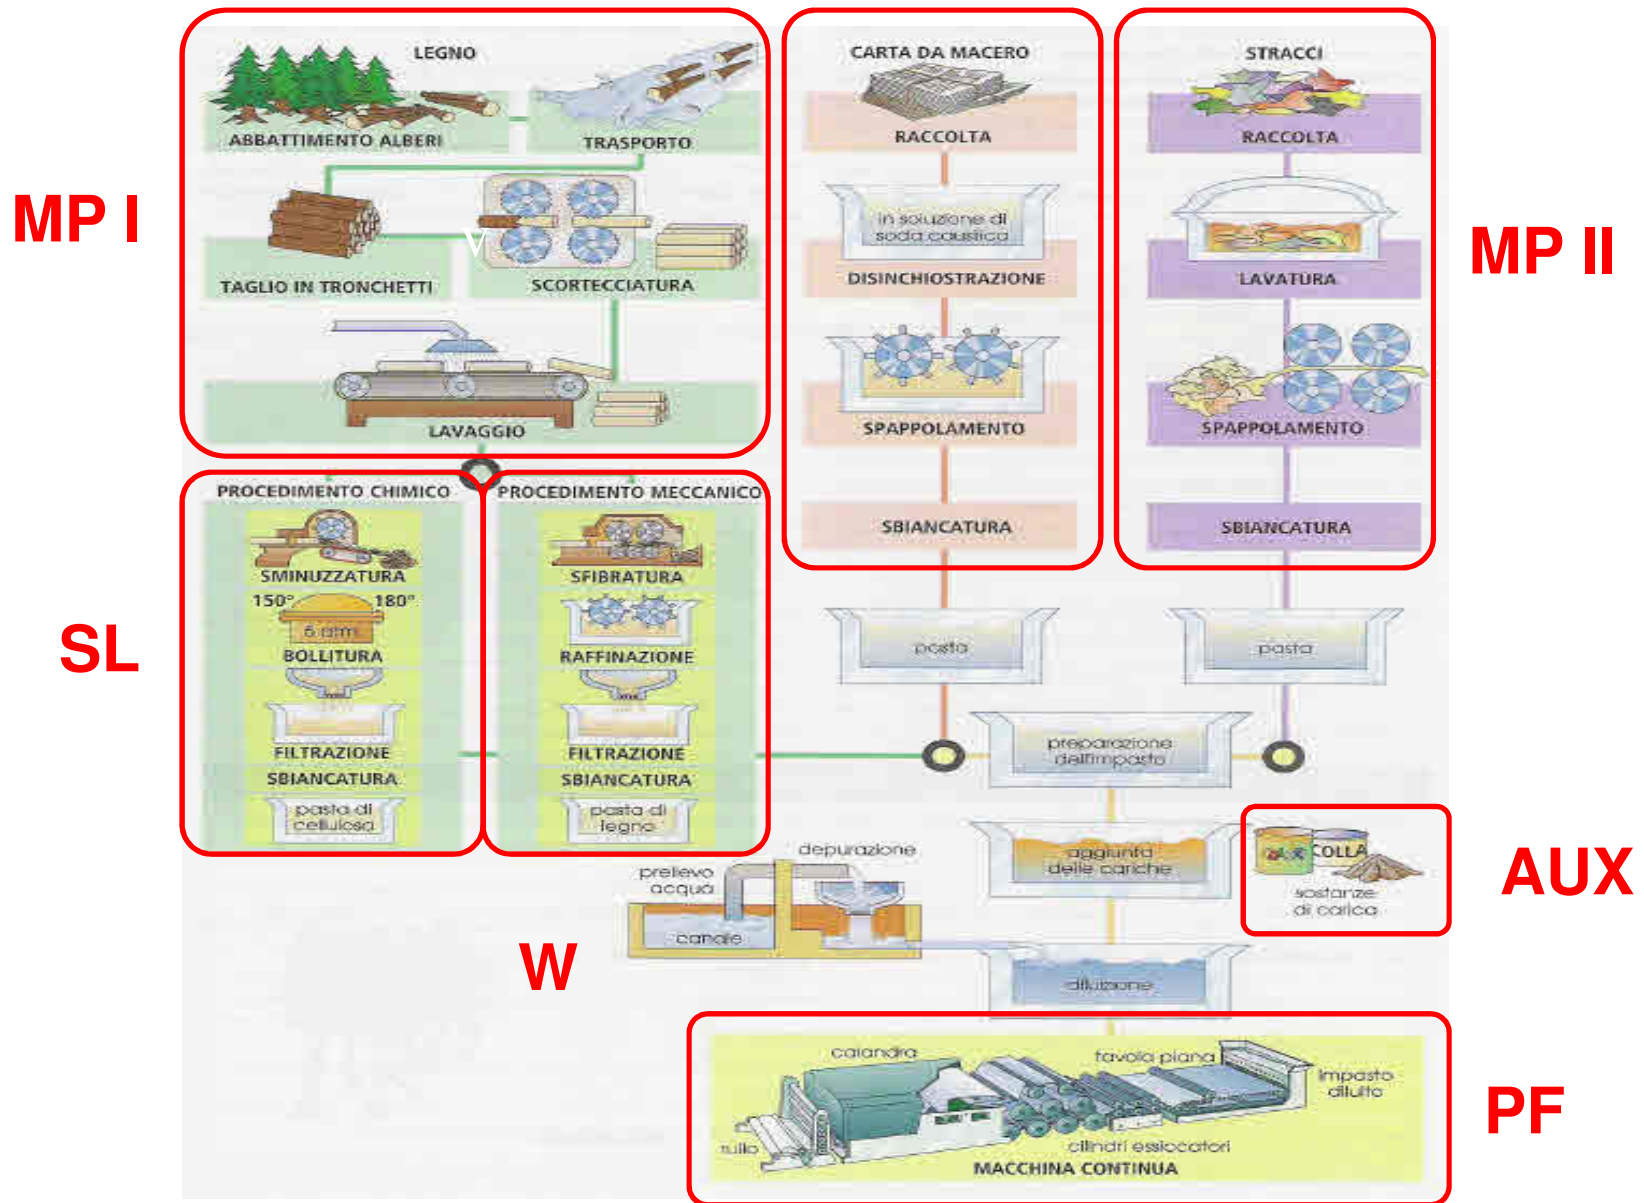 LEGNO
ABBATTIMENTO ALBERI
TRASPORTO
MP I
V
TAGLIO IN TRONCHETTI
SCORTECCIATURA
LAVAGGIO
CARTA DA MACERO
RACCOLTA
in soluzione di
soda caustica
DISINCHIOSTRAZIONE
SPAPPOLAMENTO
SBIANCATURA
STRACCI
RACCOLTA
LAVATURA
SPAPPOLAMENTO
SBIANCATURA
MP II
PROCEDIMENTO CHIMICO
SMINUZZATURA
150°
180°
BOLLITURA
FILTRAZIONE
SBIANCATURA
pasta di
cellulosa
PROCEDIMENTO MECCANICO
SFIBRATURA
RAFFINAZIONE
FILTRAZIONE
SBIANCATURA
pasta di
legno
SL
pasta
pasta
preparazione
dell'impasto
aggiunta
delle cariche
COLLA
sostanze
di carica
AUX
prelievo
acqua
depurazione
canale
W
diluizione
calandra
tavola piana
impasto
diluito
rullo
cilindri essiccatori
MACCHINA CONTINUA
PF